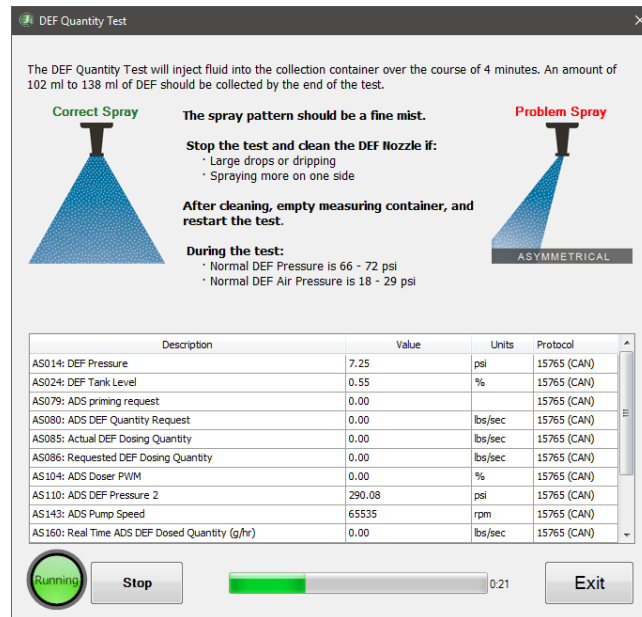 DEF Quantity Test
The DEF Quantity Test will inject fluid into the collection container over the course of 4 minutes. An amount of
102 ml to 138 ml of DEF should be collected by the end of the test.
Correct Spray
The spray pattern should be a fine mist.
Stop the test and clean the DEF Nozzle if:
· Large drops or dripping
· Spraying more on one side
After cleaning, empty measuring container, and
restart the test.
During the test:
· Normal DEF Pressure is 66 - 72 psi
· Normal DEF Air Pressure is 18 - 29 psi
Problem Spray
ASYMMETRICAL
Description Value Units Protocol
AS014: DEF Pressure 7.25 psi 15765 (CAN)
AS024: DEF Tank Level 0.55 % 15765 (CAN)
AS079: ADS priming request 0.00 15765 (CAN)
AS080: ADS DEF Quantity Request 0.00 lbs/sec 15765 (CAN)
AS085: Actual DEF Dosing Quantity 0.00 lbs/sec 15765 (CAN)
AS086: Requested DEF Dosing Quantity 0.00 lbs/sec 15765 (CAN)
AS104: ADS Doser PWM 0.00 % 15765 (CAN)
AS110: ADS DEF Pressure 2 290.08 psi 15765 (CAN)
AS143: ADS Pump Speed 65535 rpm 15765 (CAN)
AS160: Real Time ADS DEF Dosed Quantity (g/hr) 0.00 lbs/sec 15765 (CAN)
Running Stop 0:21 Exit